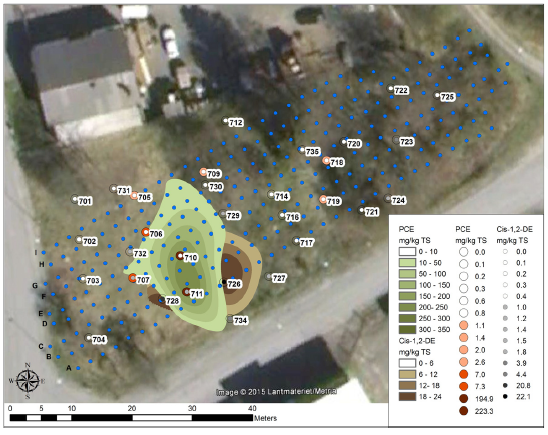 722
725
712
735
720
723
718
709
730
731
705
714
719
724
701
729
716
721
706
702
732
717
710
703
707
726
727
711
728
734
704
I
H
G
F
E
D
C
B
A
N
W E
S
Image © 2015 Lantmäteriet/Metria
0 10 20 30 40
Meters
PCE
mg/kg TS
0 - 10
10 - 50
50 - 100
100 - 150
150 - 200
200 - 250
250 - 300
300 - 350
Cis-1,2-DE
mg/kg TS
0 - 6
6 - 12
12 - 18
18 - 24
PCE
mg/kg TS
0.0
0.1
0.2
0.3
0.6
0.8
1.1
1.4
2.0
2.6
7.0
7.3
194.9
223.3
Cis-1,2-DE
mg/kg TS
0.0
0.1
0.2
0.3
0.4
1.0
1.2
1.4
1.5
1.8
3.9
4.4
20.8
22.1